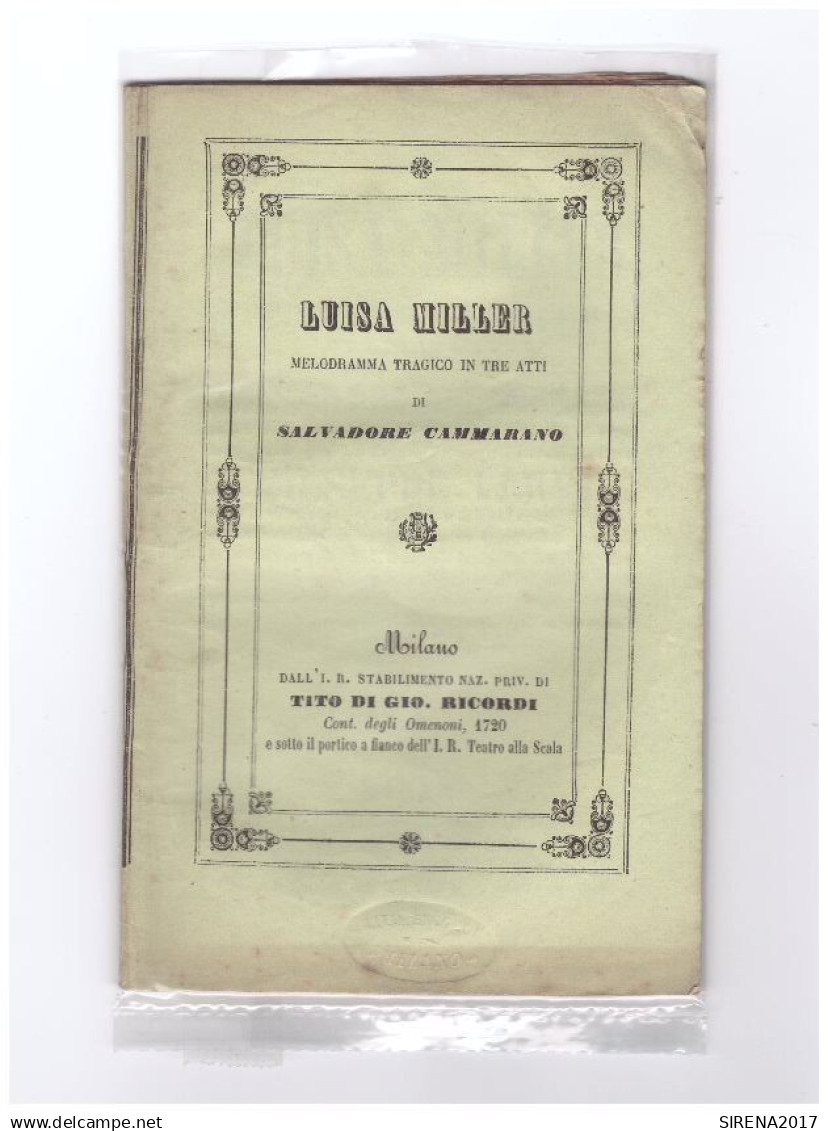 LUISA MILLER
MELODRAMMA TRAGICO IN TRE ATTI
DI
SALVADORE CAMMARANO
Milano
DALL'I. R. STABILIMENTO NAZ. PRIV. DI
TITO DI GIO. RICORDI
Cont. degli Omenoni, 1720
e sotto il portico a fianco dell'I. R. Teatro alla Scala
MILANO
delcampe.net
SIRENA2017